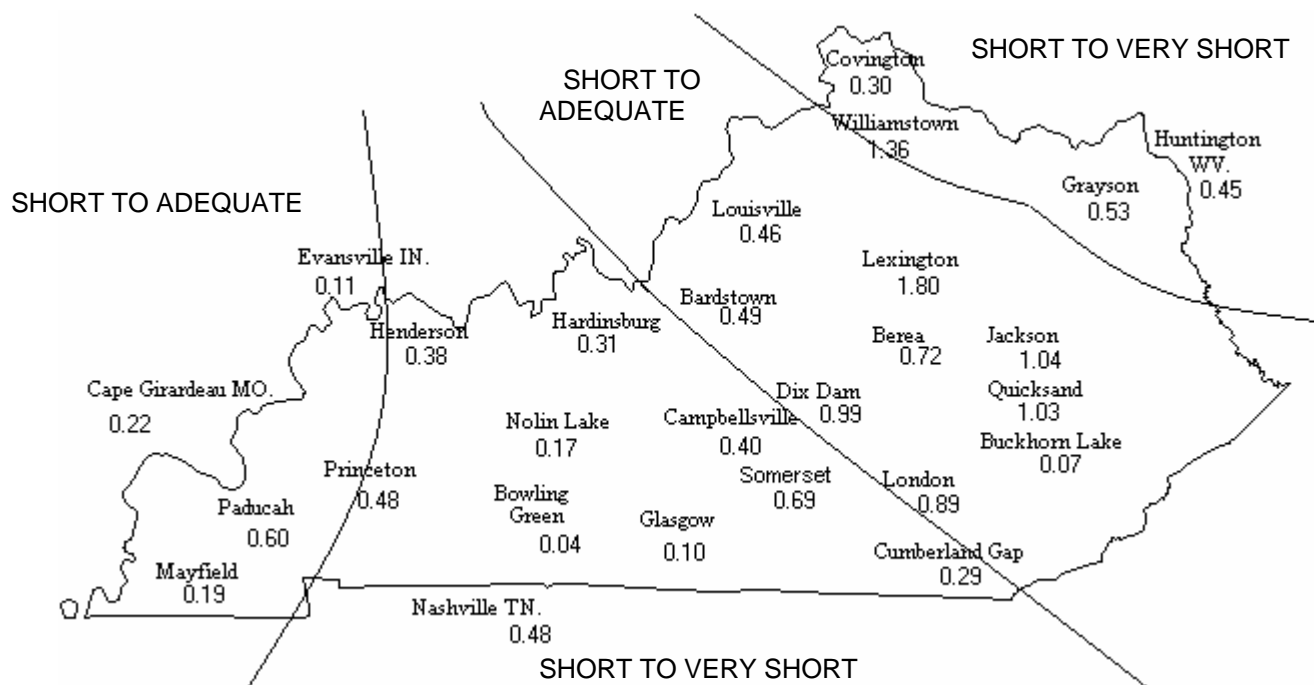 SHORT TO VERY SHORT
Covington
0.30
SHORT TO
ADEQUATE
Williamstown
1.36
Huntington
WV.
0.45
Grayson
0.53
SHORT TO ADEQUATE
Louisville
0.46
Evansville IN.
0.11
Lexington
1.80
Bardstown
0.49
Henderson
0.38
Hardinsburg
0.31
Berea
0.72
Jackson
1.04
Cape Girardeau MO.
0.22
Dix Dam
0.99
Quicksand
1.03
Nolin Lake
0.17
Campbellsville
0.40
Buckhorn Lake
0.07
Princeton
0.48
Somerset
0.69
London
0.89
Paducah
0.60
Bowling
Green
0.04
Glasgow
0.10
Cumberland Gap
0.29
Mayfield
0.19
Nashville TN.
0.48
SHORT TO VERY SHORT